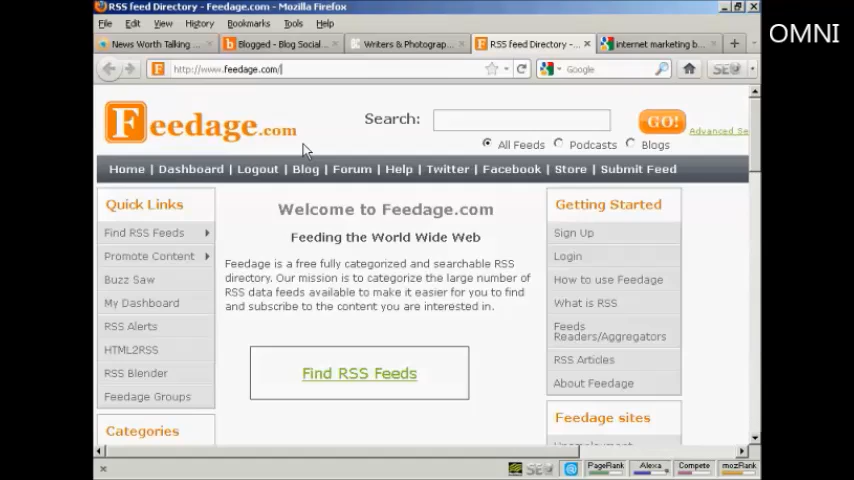 RSS feed Directory - Feedage.com - Mozilla Firefox
OMNI
File Edit View History Bookmarks Tools Help
News Worth Talking ...
Blogged - Blog Social...
Writers & Photograp...
RSS feed Directory - ...
internet marketing b...
http://www.feedage.com/
Google
SE
Feedage.com
Search:
GO!
Advanced Se
All Feeds Podcasts Blogs
Home | Dashboard | Logout | Blog | Forum | Help | Twitter | Facebook | Store | Submit Feed
Quick Links
Find RSS Feeds
Promote Content
Buzz Saw
My Dashboard
RSS Alerts
HTML2RSS
RSS Blender
Feedage Groups
Categories
Welcome to Feedage.com
Feeding the World Wide Web
Feedage is a free fully categorized and searchable RSS
directory. Our mission is to categorize the large number of
RSS data feeds available to make it easier for you to find
and subscribe to the content you are interested in.
Find RSS Feeds
Getting Started
Sign Up
Login
How to use Feedage
What is RSS
Feeds
Readers/Aggregators
RSS Articles
About Feedage
Feedage sites
SE
PageRank
Alexa
Compete
mozRank